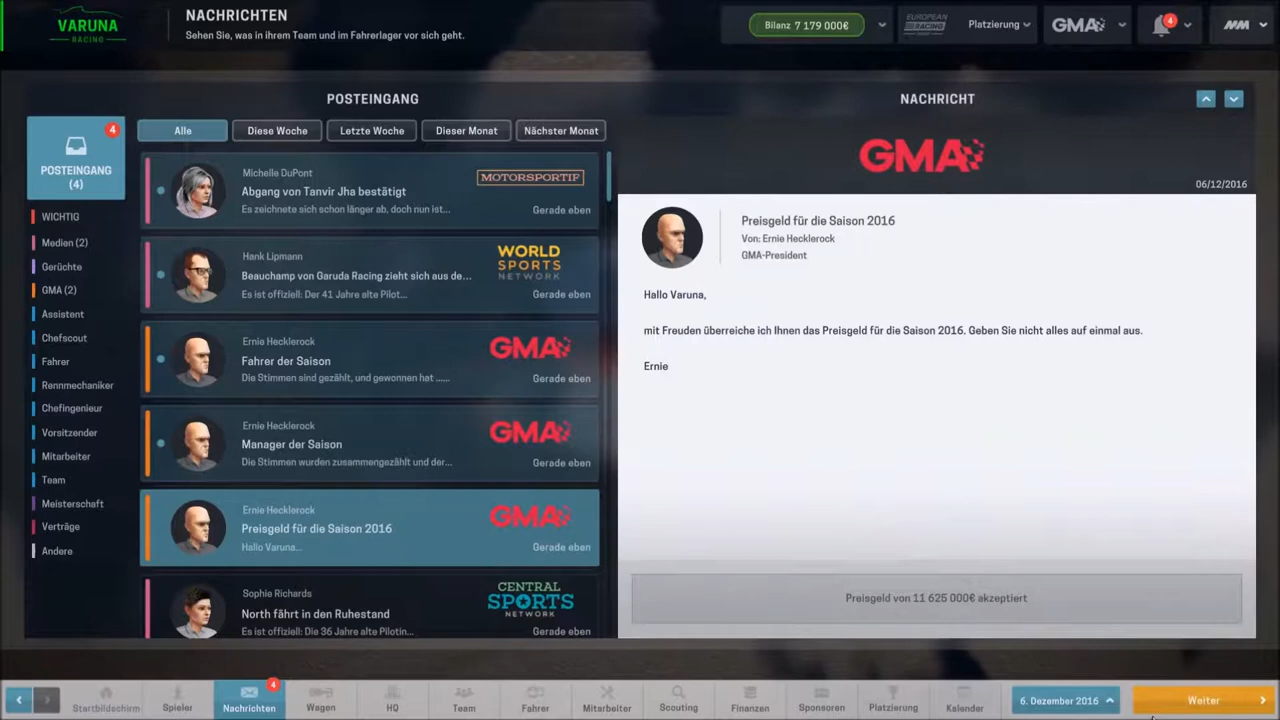 VARUNA
RACING
NACHRICHTEN
Sehen Sie, was in ihrem Team und im Fahrerlager vor sich geht.
Bilanz 7 179 000€
EUROPEAN
RACING
Platzierung
GMA
4
POSTEINGANG
NACHRICHT
4
POSTEINGANG
(4)
WICHTIG
Medien (2)
Gerüchte
GMA (2)
Assistent
Chefscout
Fahrer
Rennmechaniker
Chefingenieur
Vorsitzender
Mitarbeiter
Team
Meisterschaft
Verträge
Andere
Alle
Diese Woche
Letzte Woche
Dieser Monat
Nächster Monat
Michelle DuPont
Abgang von Tanvir Jha bestätigt
Es zeichnete sich schon länger ab, doch nun ist...
MOTORSPORTIF
Gerade eben
Hank Lipmann
Beauchamp von Garuda Racing zieht sich aus de...
Es ist offiziell: Der 41 Jahre alte Pilot...
WORLD
SPORTS
NETWORK
Gerade eben
Ernie Hecklerock
Fahrer der Saison
Die Stimmen sind gezählt, und gewonnen hat ......
GMA
Gerade eben
Ernie Hecklerock
Manager der Saison
Die Stimmen wurden zusammengezählt und der...
GMA
Gerade eben
Ernie Hecklerock
Preisgeld für die Saison 2016
Hallo Varuna...
GMA
Gerade eben
Sophie Richards
North fährt in den Ruhestand
Es ist offiziell: Die 36 Jahre alte Pilotin...
CENTRAL
SPORTS
NETWORK
Gerade eben
GMA
06/12/2016
Preisgeld für die Saison 2016
Von: Ernie Hecklerock
GMA-President
Hallo Varuna,
mit Freuden überreiche ich Ihnen das Preisgeld für die Saison 2016. Geben Sie nicht alles auf einmal aus.
Ernie
Preisgeld von 11 625 000€ akzeptiert
Startbildschirm
Spieler
Nachrichten
4
Wagen
HQ
Team
Fahrer
Mitarbeiter
Scouting
Finanzen
Sponsoren
Platzierung
Kalender
6. Dezember 2016
Weiter